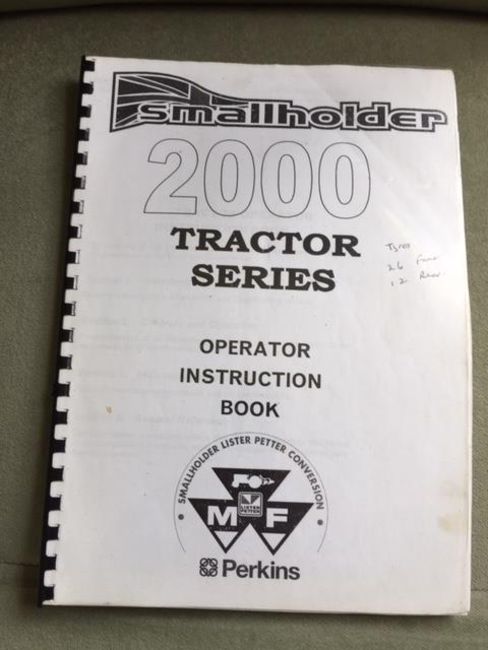 Smallholder
2000
TRACTOR
SERIES
Tyres
26 Front
12 Rear
OPERATOR
INSTRUCTION
BOOK
SMALLHOLDER LISTER PETTER CONVERSION
LISTER
PETTER
M F
Perkins